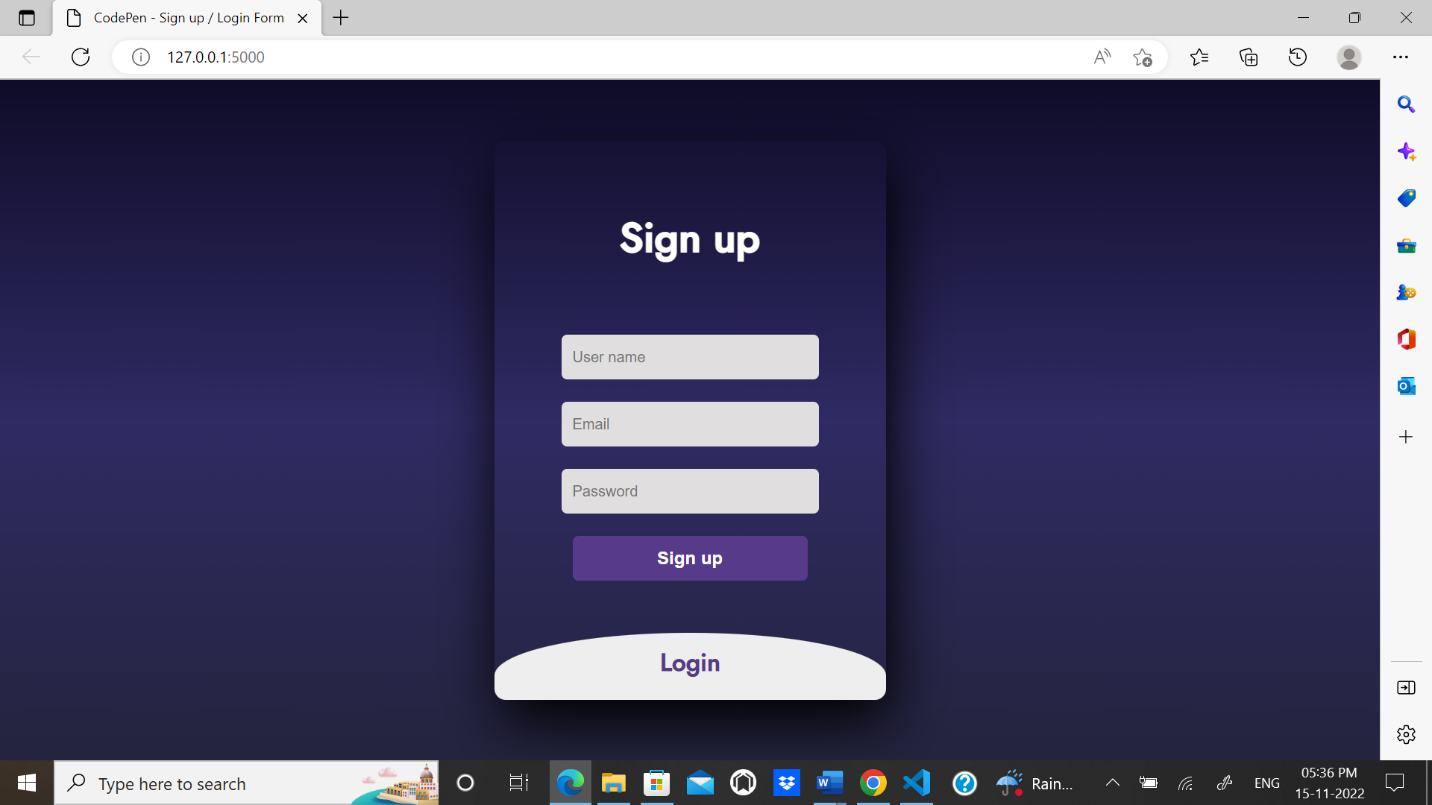 CodePen - Sign up / Login Form
127.0.0.1:5000
Sign up
User name
Email
Password
Sign up
Login
Type here to search
Rain...
ENG
05:36 PM
15-11-2022